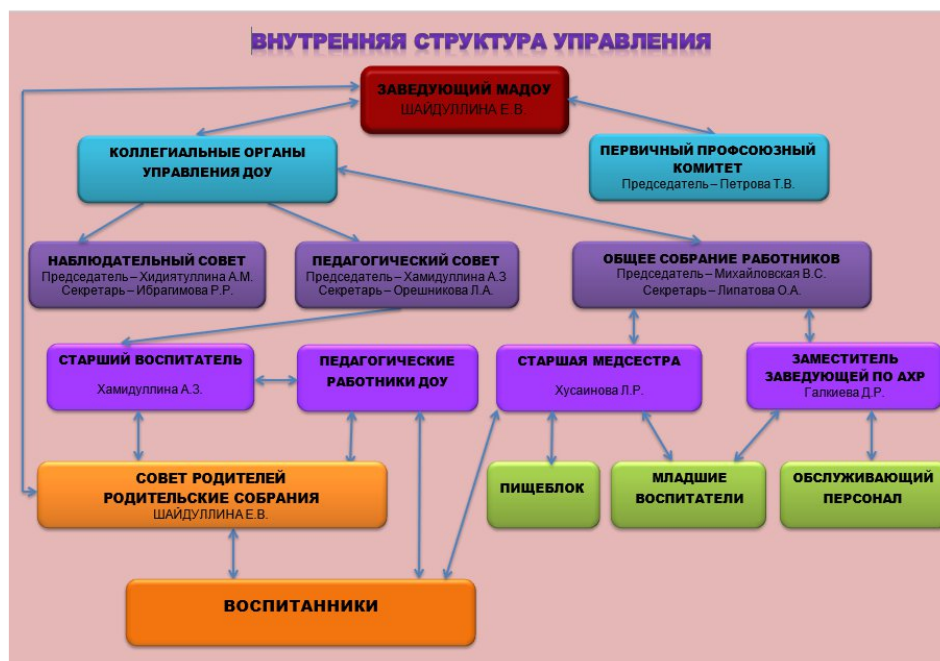 ВНУТРЕННЯЯ СТРУКТУРА УПРАВЛЕНИЯ
ЗАВЕДУЮЩИЙ МАДОУ
ШАЙДУЛЛИНА Е.В.
КОЛЛЕГИАЛЬНЫЕ ОРГАНЫ
УПРАВЛЕНИЯ ДОУ
ПЕРВИЧНЫЙ ПРОФСОЮЗНЫЙ
КОМИТЕТ
Председатель – Петрова Т.В.
НАБЛЮДАТЕЛЬНЫЙ СОВЕТ
Председатель – Хидиятуллина А.М.
Секретарь – Ибрагимова Р.Р.
ПЕДАГОГИЧЕСКИЙ СОВЕТ
Председатель – Хамидуллина А.З
Секретарь – Орешникова Л.А.
ОБЩЕЕ СОБРАНИЕ РАБОТНИКОВ
Председатель – Михайловская В.С.
Секретарь – Липатова О.А.
СТАРШИЙ ВОСПИТАТЕЛЬ
Хамидуллина А.З.
ПЕДАГОГИЧЕСКИЕ
РАБОТНИКИ ДОУ
СТАРШАЯ МЕДСЕСТРА
Хусаинова Л.Р.
ЗАМЕСТИТЕЛЬ
ЗАВЕДУЮЩЕЙ ПО АХР
Галкиева Д.Р.
СОВЕТ РОДИТЕЛЕЙ
РОДИТЕЛЬСКИЕ СОБРАНИЯ
ШАЙДУЛЛИНА Е.В.
ПИЩЕБЛОК
МЛАДШИЕ
ВОСПИТАТЕЛИ
ОБСЛУЖИВАЮЩИЙ
ПЕРСОНАЛ
ВОСПИТАННИКИ